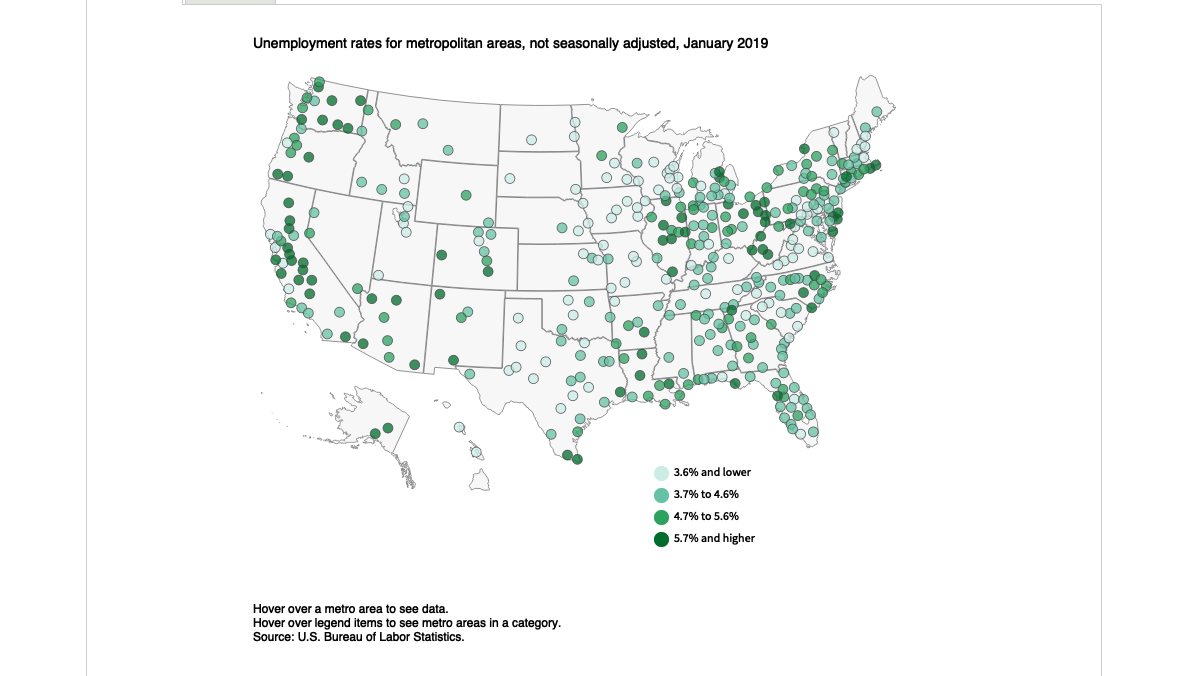 Unemployment rates for metropolitan areas, not seasonally adjusted, January 2019
3.6% and lower
3.7% to 4.6%
4.7% to 5.6%
5.7% and higher
Hover over a metro area to see data.
Hover over legend items to see metro areas in a category.
Source: U.S. Bureau of Labor Statistics.